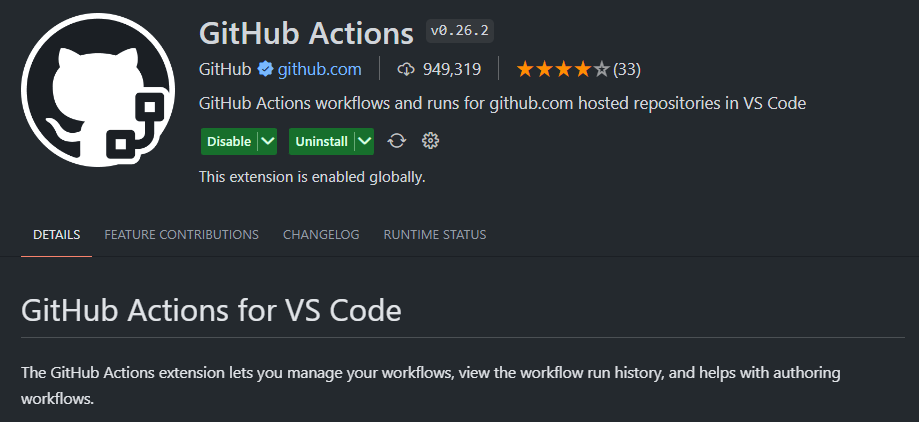 GitHub Actions v0.26.2
GitHub github.com 949,319 (33)
GitHub Actions workflows and runs for github.com hosted repositories in VS Code
Disable Uninstall
This extension is enabled globally.
DETAILS FEATURE CONTRIBUTIONS CHANGELOG RUNTIME STATUS
GitHub Actions for VS Code
The GitHub Actions extension lets you manage your workflows, view the workflow run history, and helps with authoring
workflows.